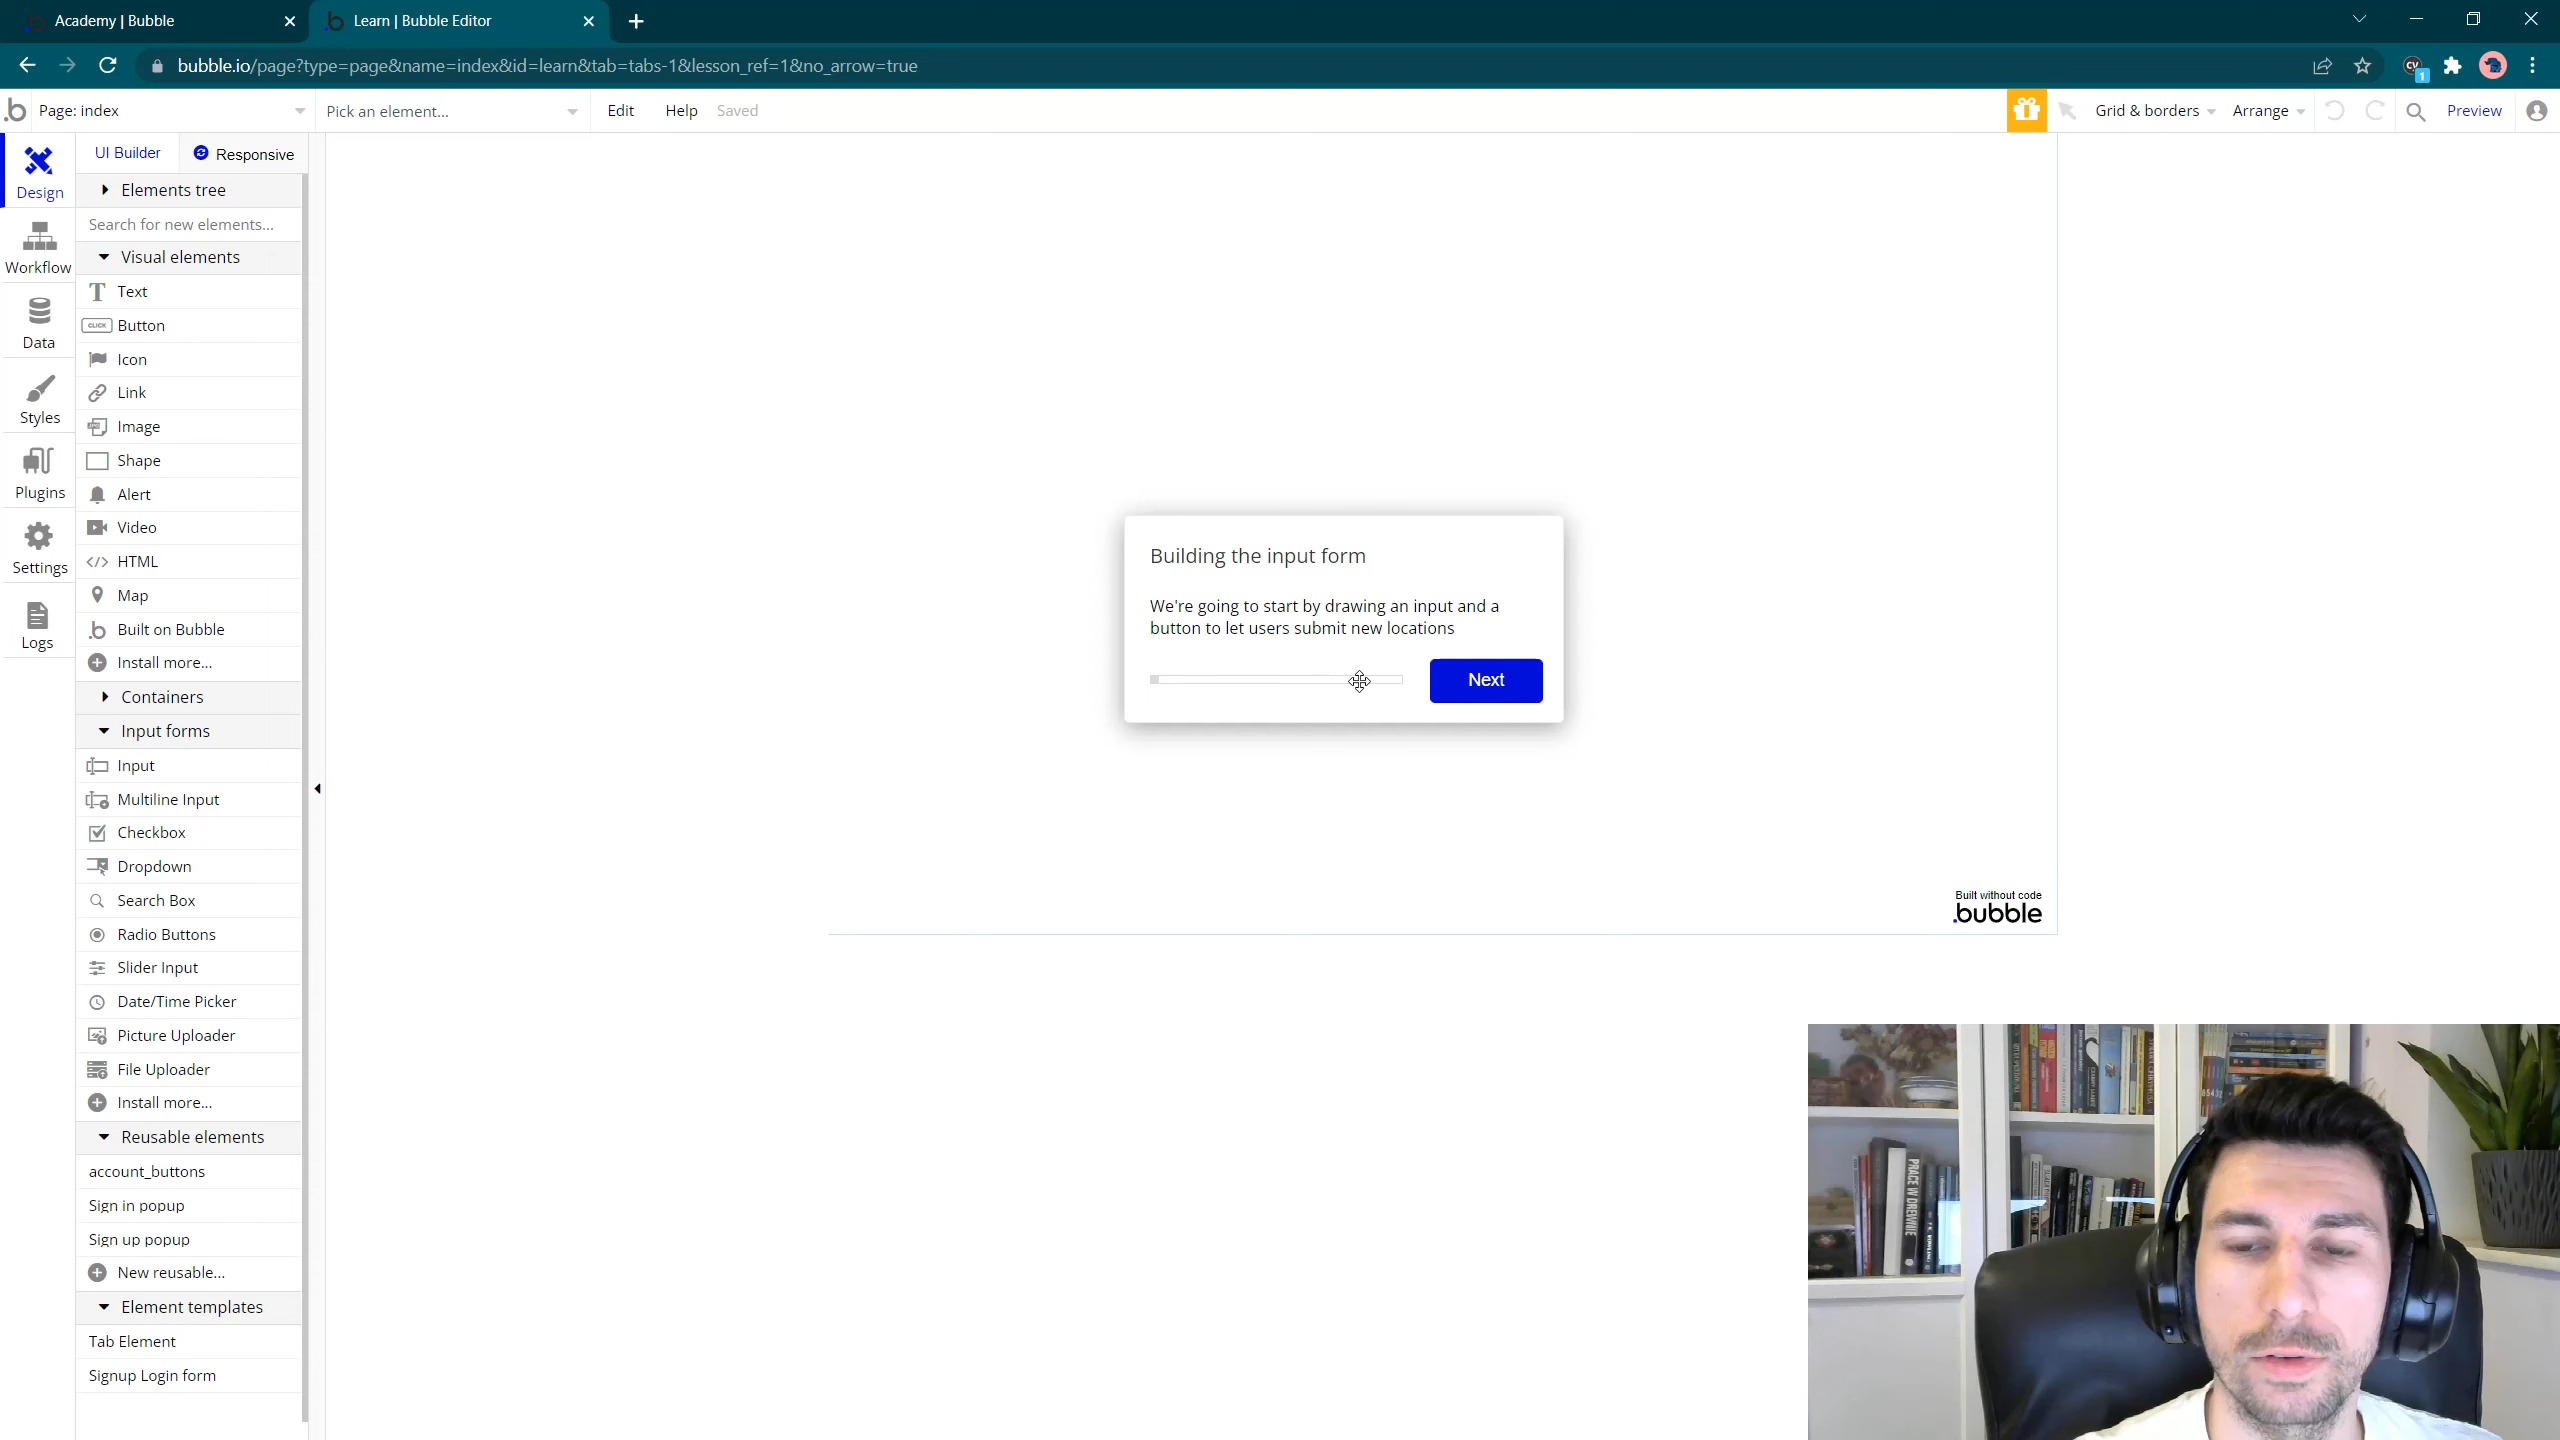 Academy | Bubble
Learn | Bubble Editor
bubble.io/page?type=page&name=index&id=learn&tab=tabs-1&lesson_ref=1&no_arrow=true
CV
1
b Page: index
Pick an element...
Edit
Help
Saved
Grid & borders
Arrange
Preview
Design
Workflow
Data
Styles
Plugins
Settings
Logs
UI Builder
Responsive
Elements tree
Search for new elements...
Visual elements
Text
CLICK Button
Icon
Link
Image
Shape
Alert
Video
</> HTML
Map
Built on Bubble
Install more...
Containers
Input forms
Input
Multiline Input
Checkbox
Dropdown
Search Box
Radio Buttons
Slider Input
Date/Time Picker
Picture Uploader
File Uploader
Install more...
Reusable elements
account_buttons
Sign in popup
Sign up popup
New reusable...
Element templates
Tab Element
Signup Login form
Building the input form
We're going to start by drawing an input and a
button to let users submit new locations
Next
Built without code
.bubble
PRACE W DREWNIE